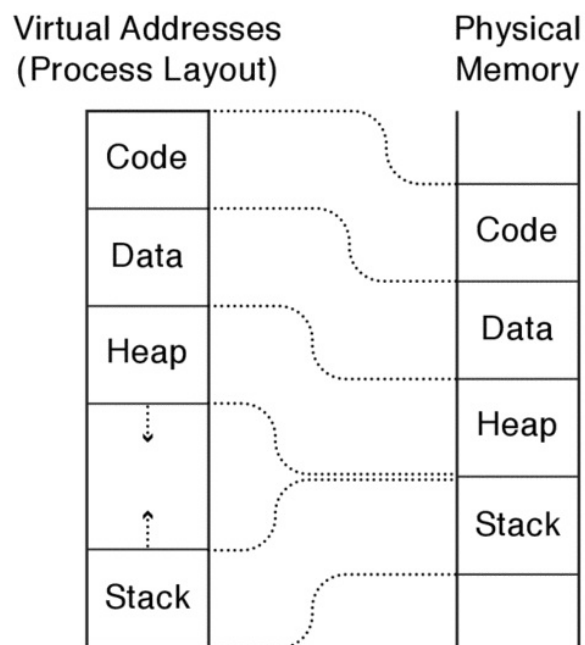 Virtual Addresses
(Process Layout)
Code
Data
Heap
Stack
Physical
Memory
Code
Data
Heap
Stack